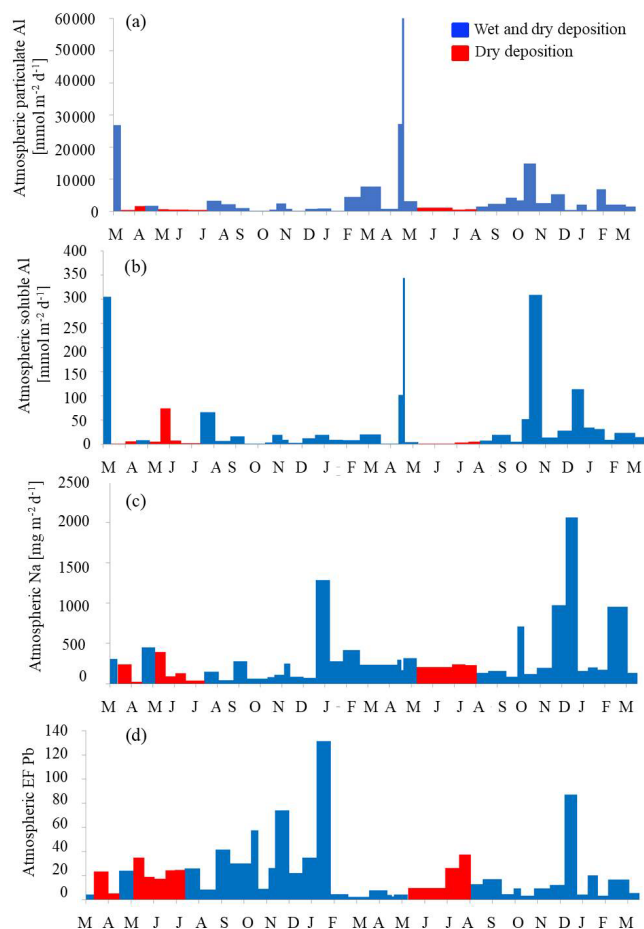 (a)
Wet and dry deposition
Dry deposition
Atmospheric particulate Al
[mmol m⁻² d⁻¹]
60000
50000
40000
30000
20000
10000
0
M A M J J A S O N D J F M A M J J A S O N D J F M
(b)
Atmospheric soluble Al
[mmol m⁻² d⁻¹]
400
350
300
250
200
150
100
50
0
M A M J J A S O N D J F M A M J J A S O N D J F M
(c)
Atmospheric Na [mg m⁻² d⁻¹]
2500
2000
1500
1000
500
0
M A M J J A S O N D J F M A M J J A S O N D J F M
(d)
Atmospheric EF Pb
140
120
100
80
60
40
20
0
M A M J J A S O N D J F M A M J J A S O N D J F M